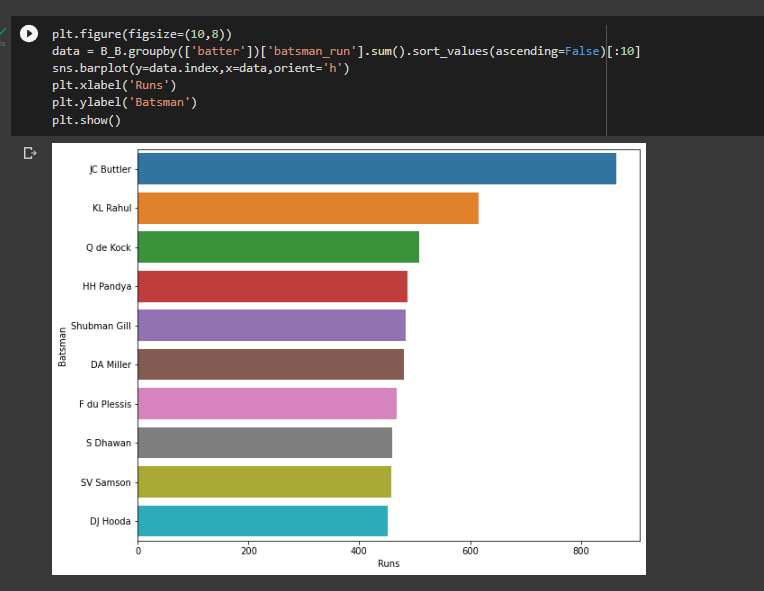 plt.figure(figsize=(10,8))
data = B_B.groupby(['batter'])['batsman_run'].sum().sort_values(ascending=False)[:10]
sns.barplot(y=data.index,x=data,orient='h')
plt.xlabel('Runs')
plt.ylabel('Batsman')
plt.show()
JC Buttler
KL Rahul
Q de Kock
HH Pandya
Shubman Gill
DA Miller
F du Plessis
S Dhawan
SV Samson
DJ Hooda
Batsman
0 200 400 600 800
Runs